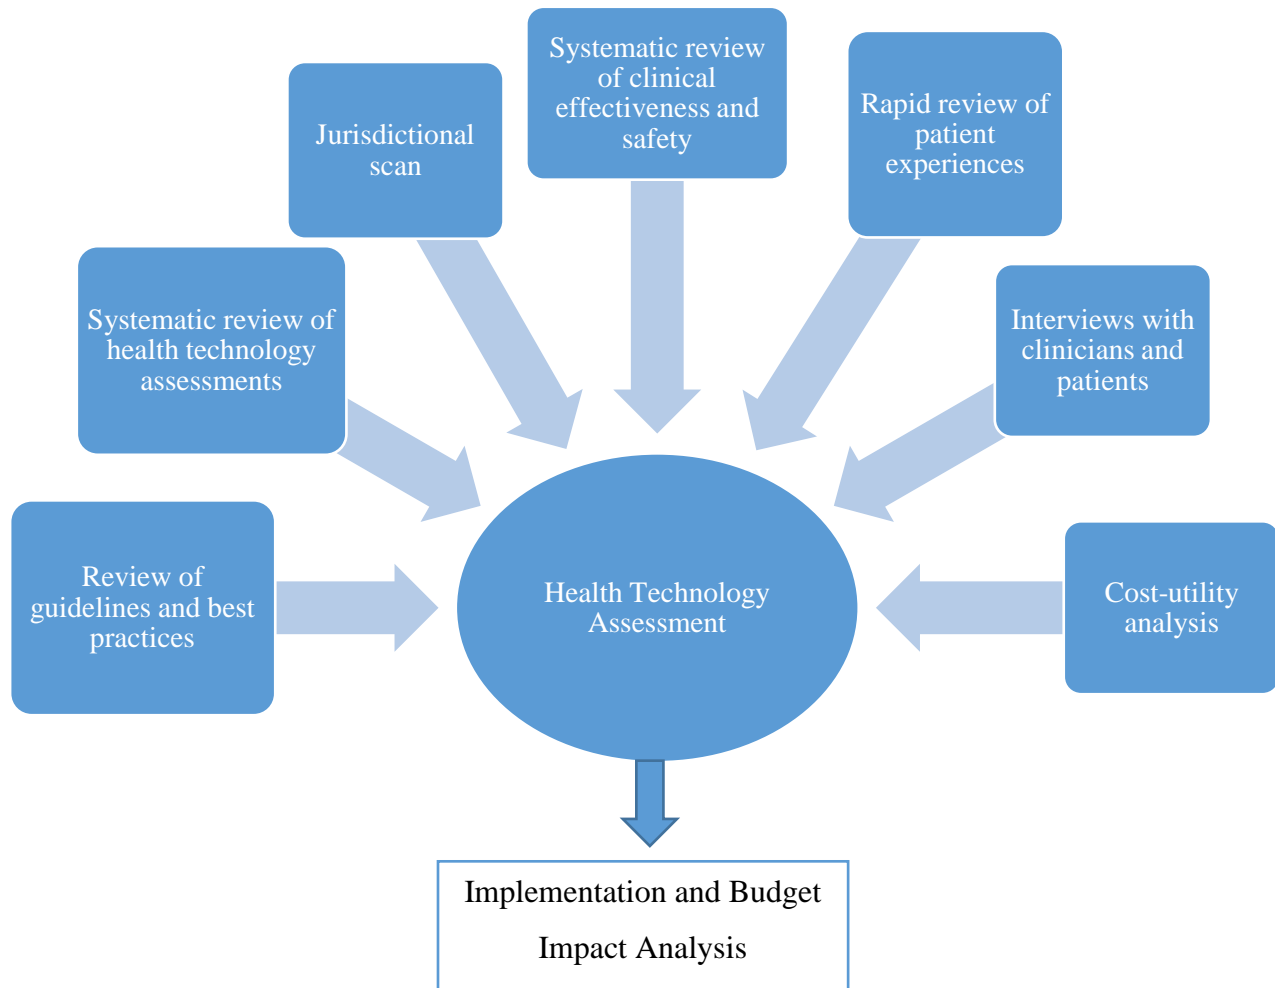 Systematic review
of clinical
effectiveness and
safety
Rapid review of
patient
experiences
Jurisdictional
scan
Systematic review of
health technology
assessments
Interviews with
clinicians and
patients
Review of
guidelines and best
practices
Health Technology
Assessment
Cost-utility
analysis
Implementation and Budget
Impact Analysis